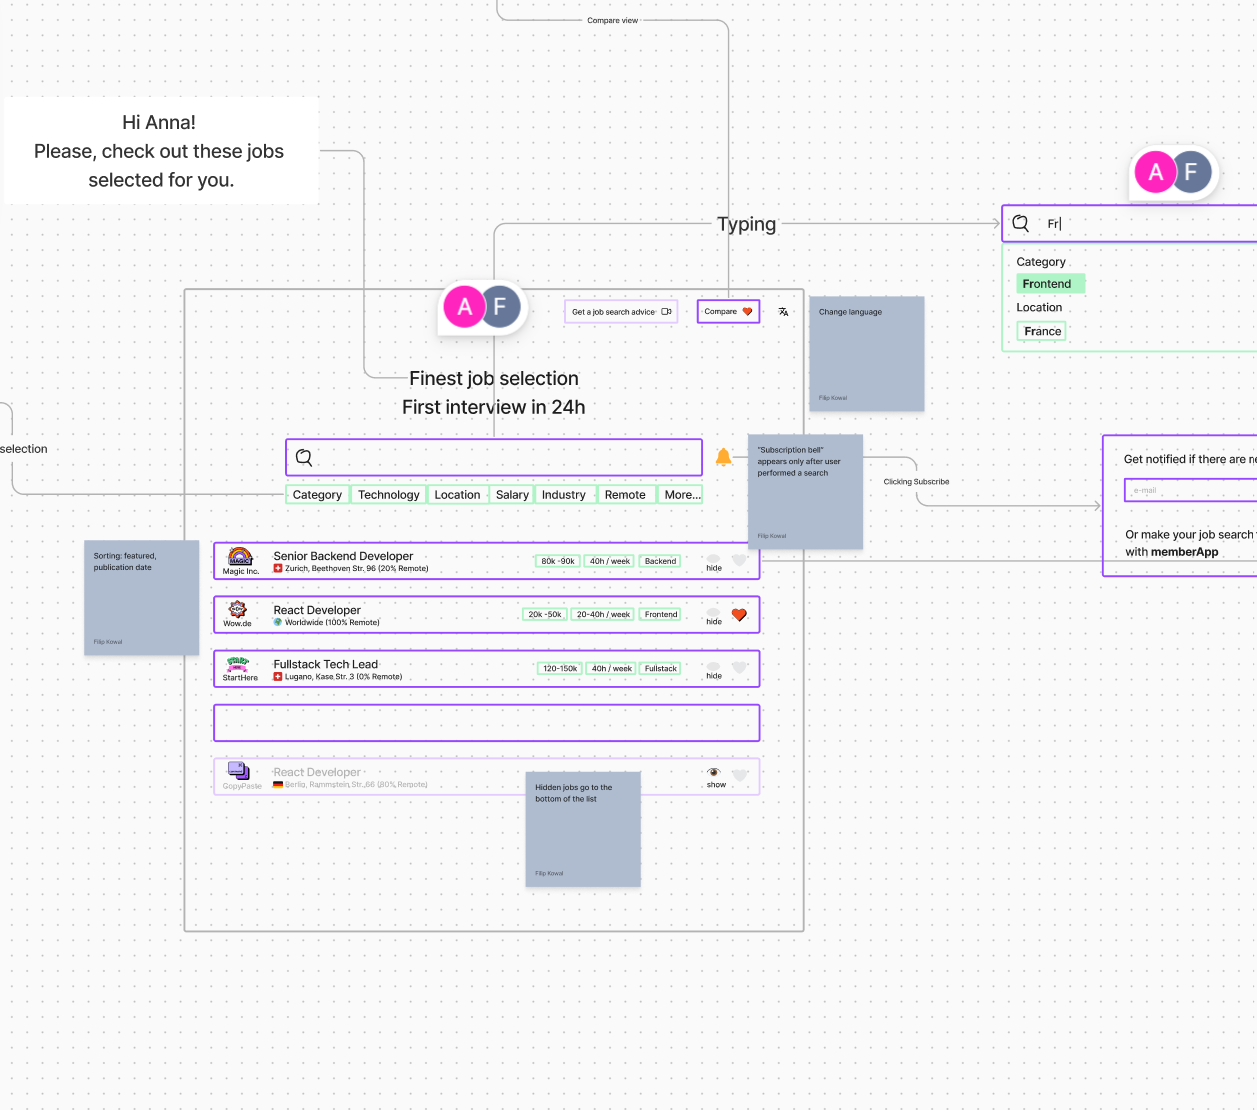 Compare view
Hi Anna!
Please, check out these jobs
selected for you.
A F
Typing
Fr
Category
Frontend
Location
France
A F
Get a job search advice
Compare
Change language
Filip Kowal
Finest job selection
First interview in 24h
selection
"Subscription bell"
appears only after user
performed a search
Filip Kowal
Clicking Subscribe
Get notified if there are ne
e-mail
Or make your job search
with memberApp
Category Technology Location Salary Industry Remote More...
Sorting: featured,
publication date
Filip Kowal
MAGIC
Magic Inc.
Senior Backend Developer
Zurich, Beethoven Str. 96 (20% Remote)
80k -90k 40h / week Backend
hide
Wow.de
React Developer
Worldwide (100% Remote)
20k -50k 20-40h / week Frontend
hide
START
StartHere
Fullstack Tech Lead
Lugano, Kase Str. 3 (0% Remote)
120-150k 40h / week Fullstack
hide
CopyPaste
React Developer
Berlig, Rammstein Str. 66 (80% Remote)
show
Hidden jobs go to the
bottom of the list
Filip Kowal